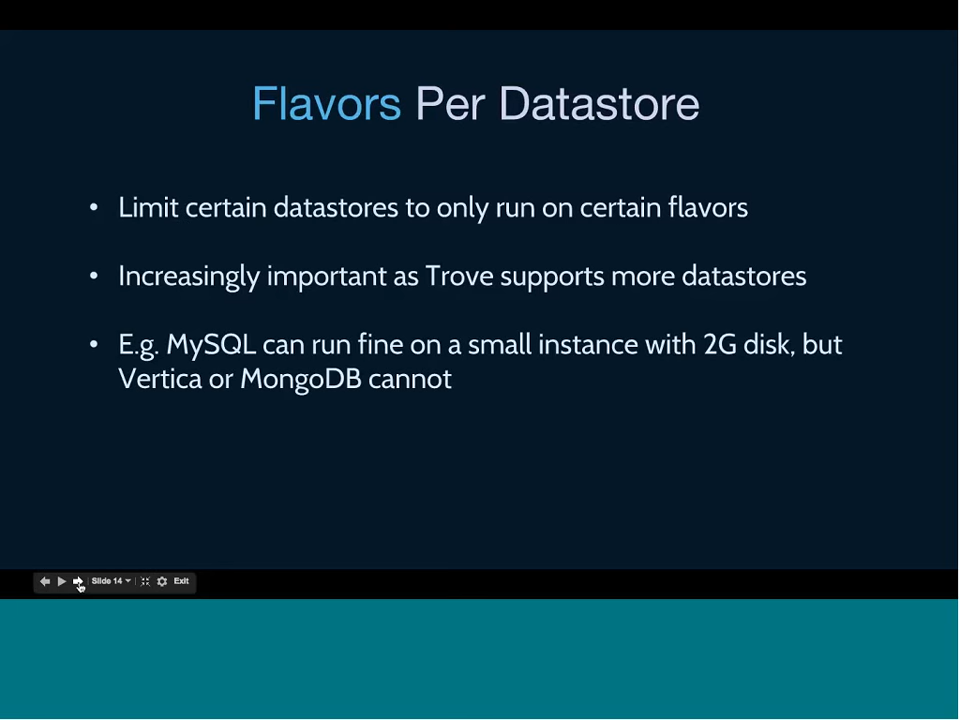 Flavors Per Datastore
• Limit certain datastores to only run on certain flavors
• Increasingly important as Trove supports more datastores
• E.g. MySQL can run fine on a small instance with 2G disk, but
Vertica or MongoDB cannot
Slide 14 Exit